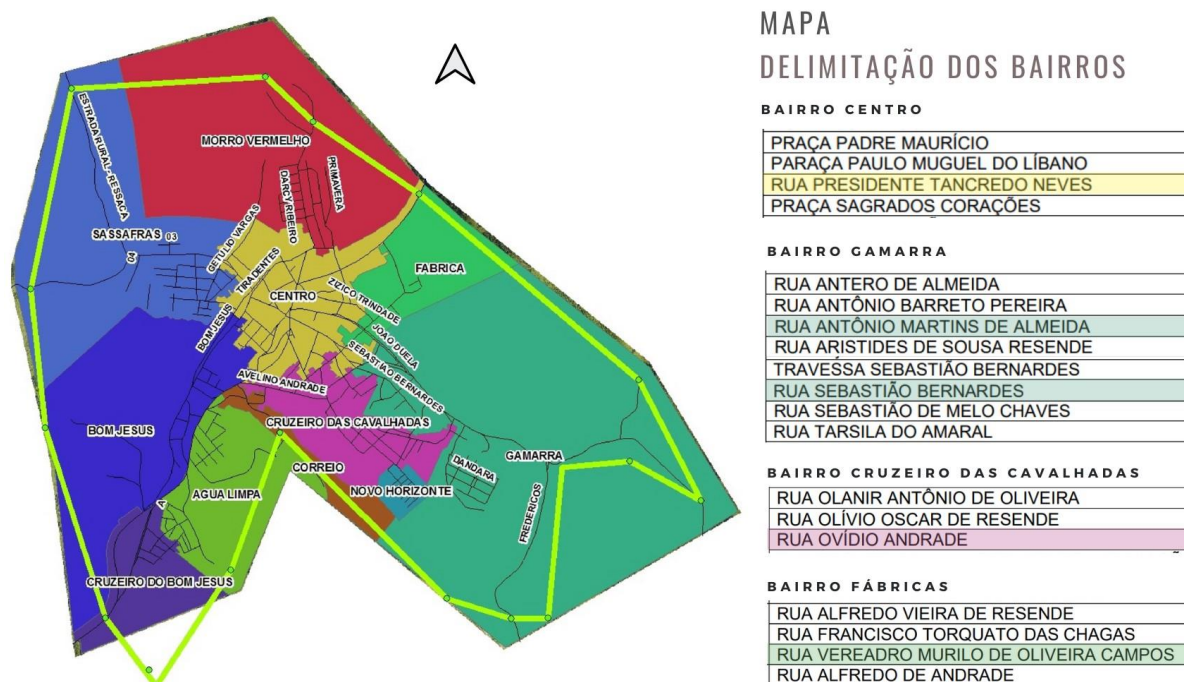 MAPA
DELIMITAÇÃO DOS BAIRROS
BAIRRO CENTRO
PRAÇA PADRE MAURÍCIO
PARAÇA PAULO MUGUEL DO LÍBANO
RUA PRESIDENTE TANCREDO NEVES
PRAÇA SAGRADOS CORAÇÕES
BAIRRO GAMARRA
RUA ANTERO DE ALMEIDA
RUA ANTÔNIO BARRETO PEREIRA
RUA ANTÔNIO MARTINS DE ALMEIDA
RUA ARISTIDES DE SOUSA RESENDE
TRAVESSA SEBASTIÃO BERNARDES
RUA SEBASTIÃO BERNARDES
RUA SEBASTIÃO DE MELO CHAVES
RUA TARSILA DO AMARAL
BAIRRO CRUZEIRO DAS CAVALHADAS
RUA OLANIR ANTÔNIO DE OLIVEIRA
RUA OLÍVIO OSCAR DE RESENDE
RUA OVÍDIO ANDRADE
BAIRRO FÁBRICAS
RUA ALFREDO VIEIRA DE RESENDE
RUA FRANCISCO TORQUATO DAS CHAGAS
RUA VEREADRO MURILO DE OLIVEIRA CAMPOS
RUA ALFREDO DE ANDRADE
ESTRADA RURAL - RESSACA
MORRO VERMELHO
PRIMAVERA
DARCY RIBEIRO
GETÚLIO VARGAS
SASSAFRAS
03
04
TIRADENTES
FABRICA
CENTRO
ZIZICO TRINDADE
BOM JESUS
JOAO DUELA
SEBASTIAO BERNARDES
AVELINO ANDRADE
CRUZEIRO DAS CAVALHADAS
BOM JESUS
GAMARRA
CORREIO
DANDARA
AGUA LIMPA
NOVO HORIZONTE
A
FREDERICOS
CRUZEIRO DO BOM JESUS